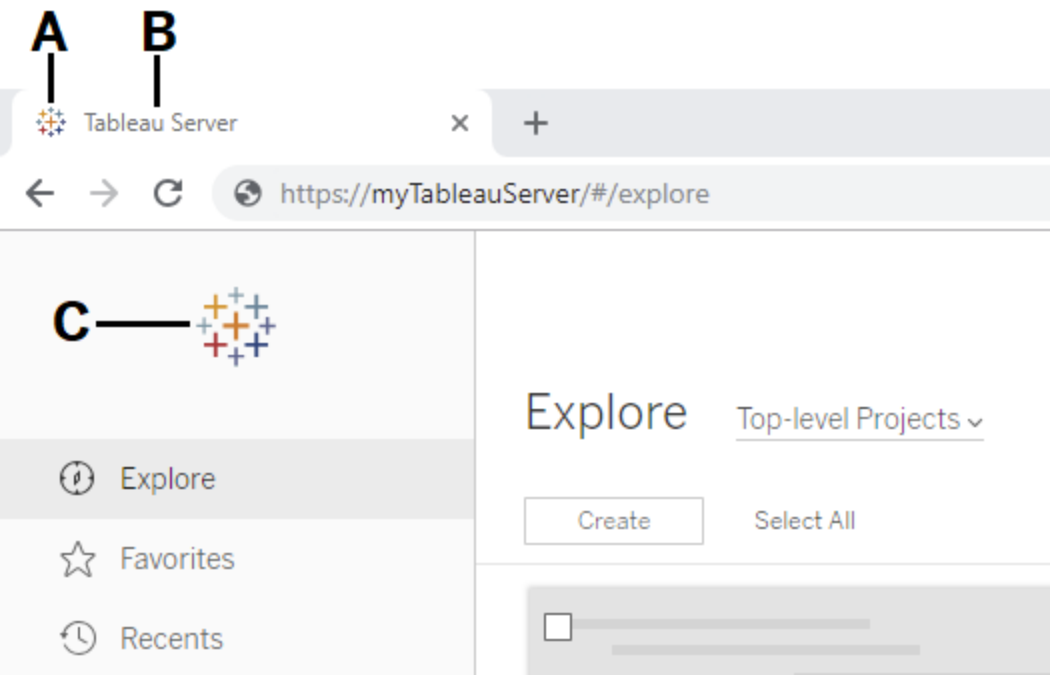 A B
Tableau Server
https://myTableauServer/#/explore
C
Explore Top-level Projects
Create Select All
Explore
Favorites
Recents